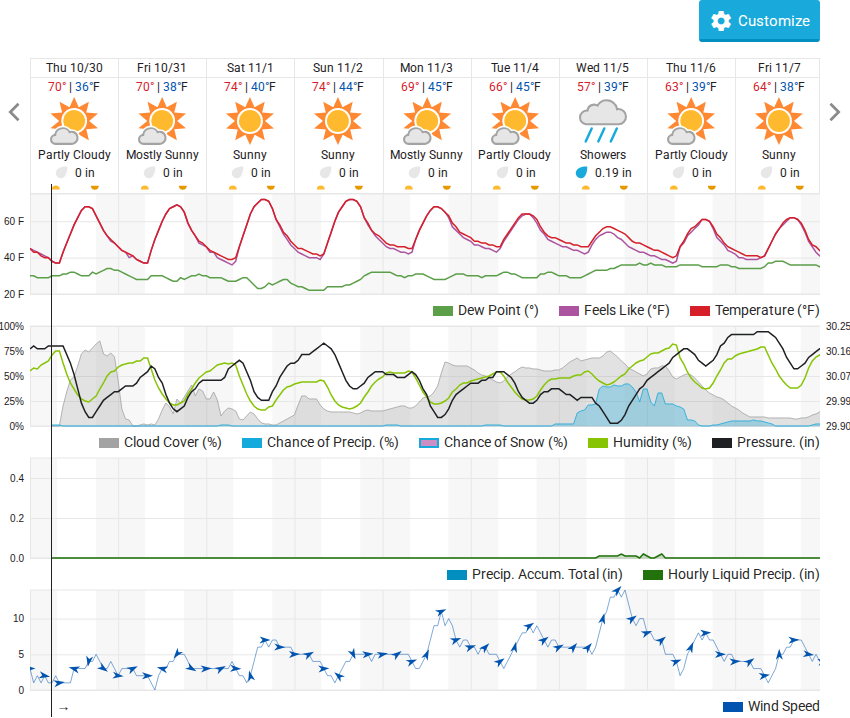 Customize
Thu 10/30 Fri 10/31 Sat 11/1 Sun 11/2 Mon 11/3 Tue 11/4 Wed 11/5 Thu 11/6 Fri 11/7
70° | 36°F 70° | 38°F 74° | 40°F 74° | 44°F 69° | 45°F 66° | 45°F 57° | 39°F 63° | 39°F 64° | 38°F
Partly Cloudy Mostly Sunny Sunny Sunny Mostly Sunny Partly Cloudy Showers Partly Cloudy Sunny
0 in 0 in 0 in 0 in 0 in 0 in 0.19 in 0 in 0 in
60 F
40 F
20 F
Dew Point (°) Feels Like (°F) Temperature (°F)
100% 30.25
75% 30.16
50% 30.07
25% 29.99
0% 29.90
Cloud Cover (%) Chance of Precip. (%) Chance of Snow (%) Humidity (%) Pressure. (in)
0.4
0.2
0.0
Precip. Accum. Total (in) Hourly Liquid Precip. (in)
10
5
0
→ Wind Speed